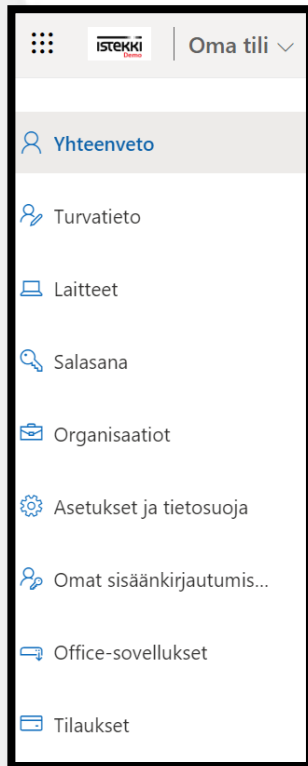 ISTEKKI
Demo
Oma tili
Yhteenveto
Turvatieto
Laitteet
Salasana
Organisaatiot
Asetukset ja tietosuoja
Omat sisäänkirjautumis...
Office-sovellukset
Tilaukset